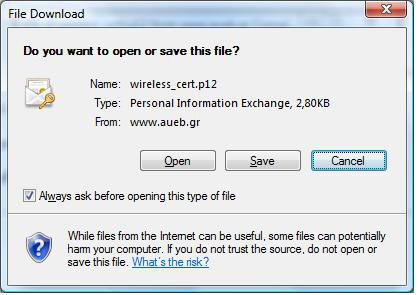 File Download
Do you want to open or save this file?
Name: wireless_cert.p12
Type: Personal Information Exchange, 2,80KB
From: www.aueb.gr
Open Save Cancel
Always ask before opening this type of file
While files from the Internet can be useful, some files can potentially
harm your computer. If you do not trust the source, do not open or
save this file. What's the risk?